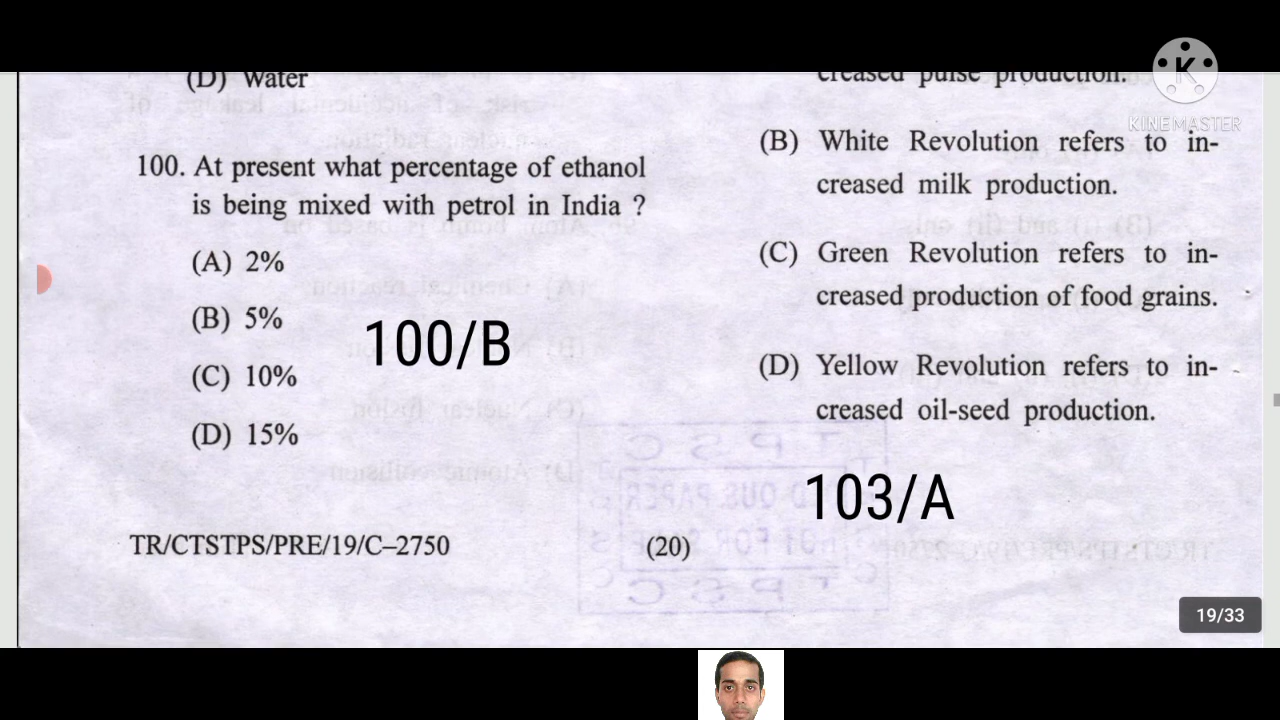 (D) Water
100. At present what percentage of ethanol
is being mixed with petrol in India ?
(A) 2%
(B) 5%
(C) 10%
(D) 15%
100/B
TR/CTSTPS/PRE/19/C–2750
(20)
creased pulse production.
(B) White Revolution refers to in-
creased milk production.
(C) Green Revolution refers to in-
creased production of food grains.
(D) Yellow Revolution refers to in-
creased oil-seed production.
103/A
K
KINEMASTER
19/33